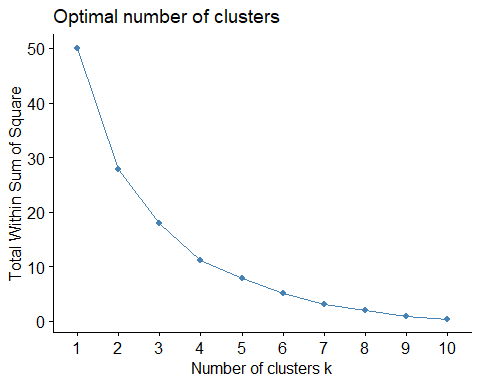 Optimal number of clusters
Total Within Sum of Square
50
40
30
20
10
0
1 2 3 4 5 6 7 8 9 10
Number of clusters k